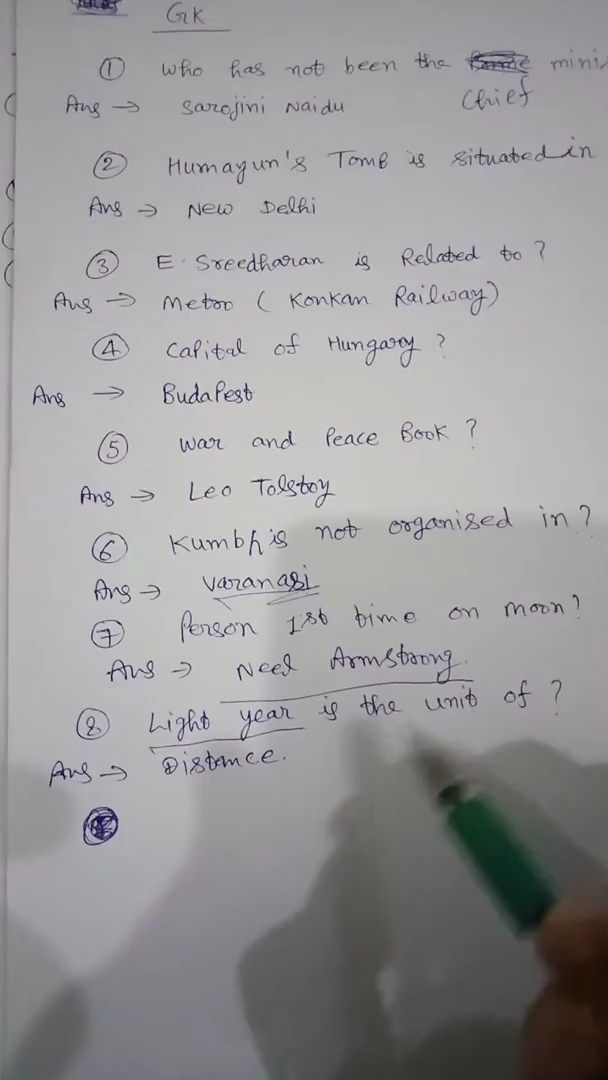 GK
① Who has not been the mini
Ans → Sarojini Naidu Chief
② Humayun's Tomb is situated in
Ans → New Delhi
③ E. Sreedharan is Related to?
Ans → Metro (Konkan Railway)
④ Capital of Hungary?
Ans → Budapest
⑤ War and Peace Book?
Ans → Leo Tolstoy
⑥ Kumbh is not organised in?
Ans → Varanasi
⑦ Person 1st time on moon?
Ans → Neel Armstrong.
⑧ Light year is the unit of?
Ans → Distance.